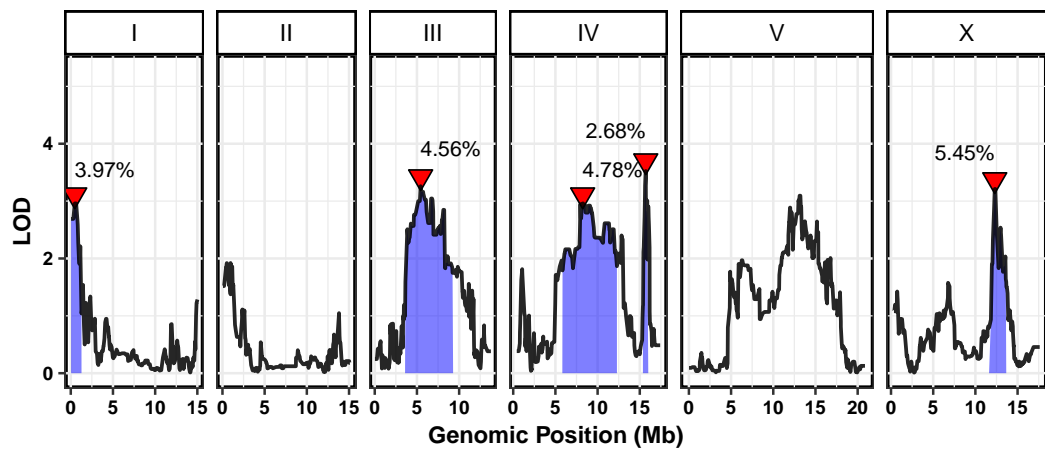 I II III IV V X
2.68%
3.97% 4.56% 4.78% 5.45%
4
2
0
LOD
0 5 10 15 0 5 10 15 0 5 10 0 5 10 15 0 5 10 15 20 0 5 10 15
Genomic Position (Mb)